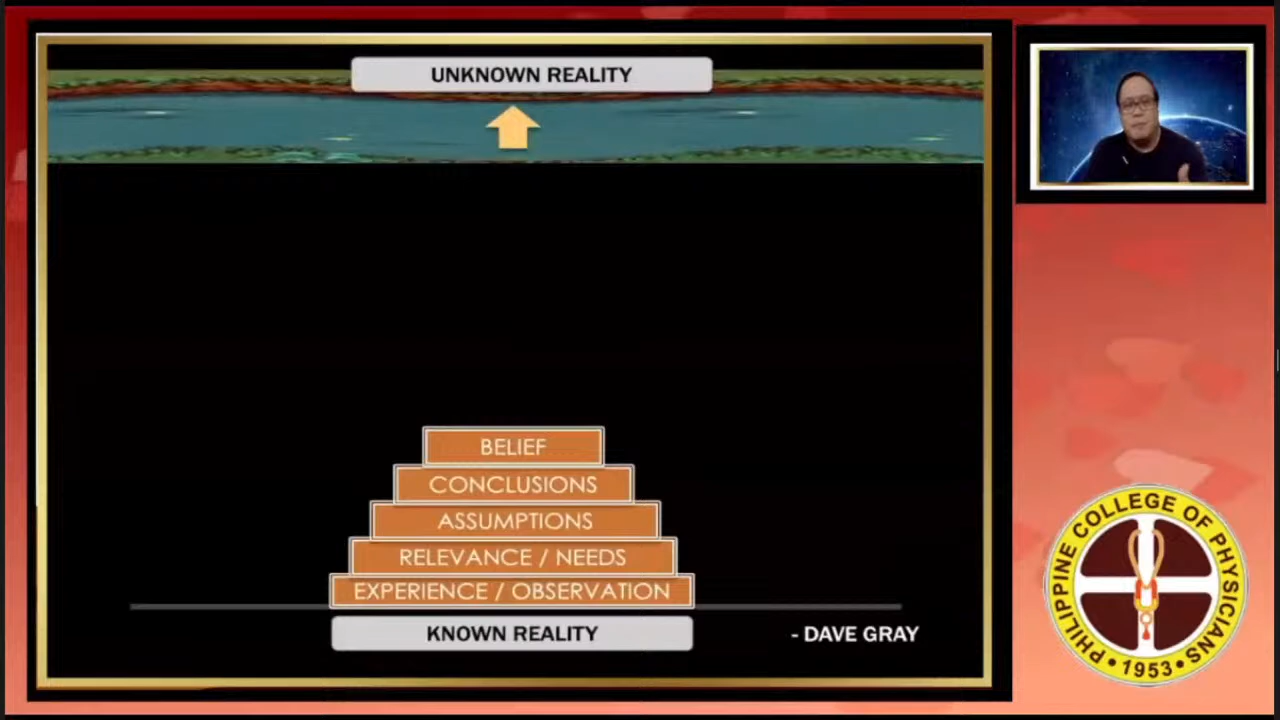 UNKNOWN REALITY
BELIEF
CONCLUSIONS
ASSUMPTIONS
RELEVANCE / NEEDS
EXPERIENCE / OBSERVATION
KNOWN REALITY
- DAVE GRAY
PHILIPPINE COLLEGE OF PHYSICIANS
• 1953 •